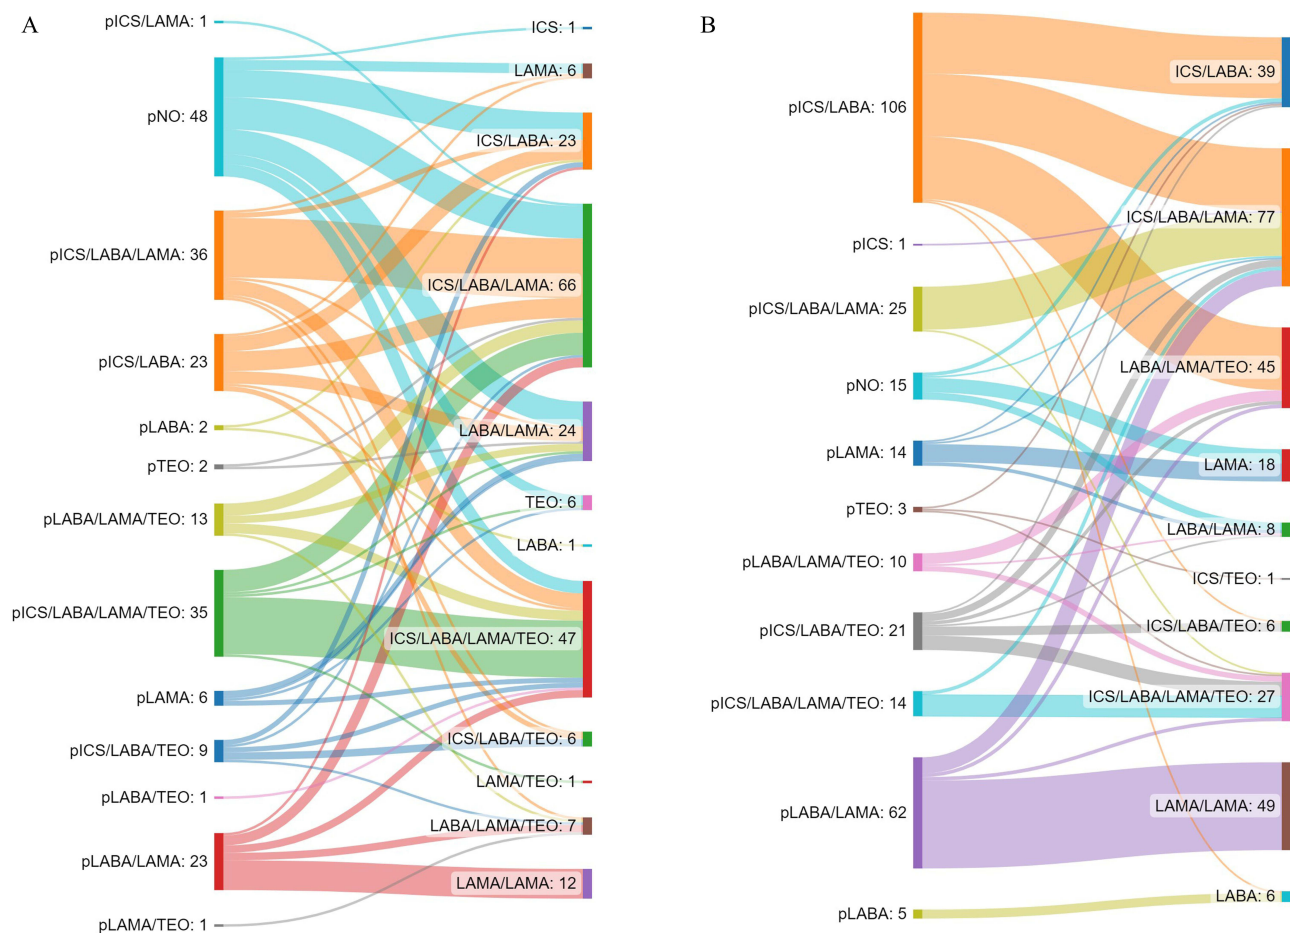 A
pICS/LAMA: 1
pNO: 48
pICS/LABA/LAMA: 36
pICS/LABA: 23
pLABA: 2
pTEO: 2
pLABA/LAMA/TEO: 13
pICS/LABA/LAMA/TEO: 35
pLAMA: 6
pICS/LABA/TEO: 9
pLABA/TEO: 1
pLABA/LAMA: 23
pLAMA/TEO: 1
ICS: 1
LAMA: 6
ICS/LABA: 23
ICS/LABA/LAMA: 66
LABA/LAMA: 24
TEO: 6
LABA: 1
ICS/LABA/LAMA/TEO: 47
ICS/LABA/TEO: 6
LAMA/TEO: 1
LABA/LAMA/TEO: 7
LAMA/LAMA: 12
B
pICS/LABA: 106
pICS: 1
pICS/LABA/LAMA: 25
pNO: 15
pLAMA: 14
pTEO: 3
pLABA/LAMA/TEO: 10
pICS/LABA/TEO: 21
pICS/LABA/LAMA/TEO: 14
pLABA/LAMA: 62
pLABA: 5
ICS/LABA: 39
ICS/LABA/LAMA: 77
LABA/LAMA/TEO: 45
LAMA: 18
LABA/LAMA: 8
ICS/TEO: 1
ICS/LABA/TEO: 6
ICS/LABA/LAMA/TEO: 27
LAMA/LAMA: 49
LABA: 6